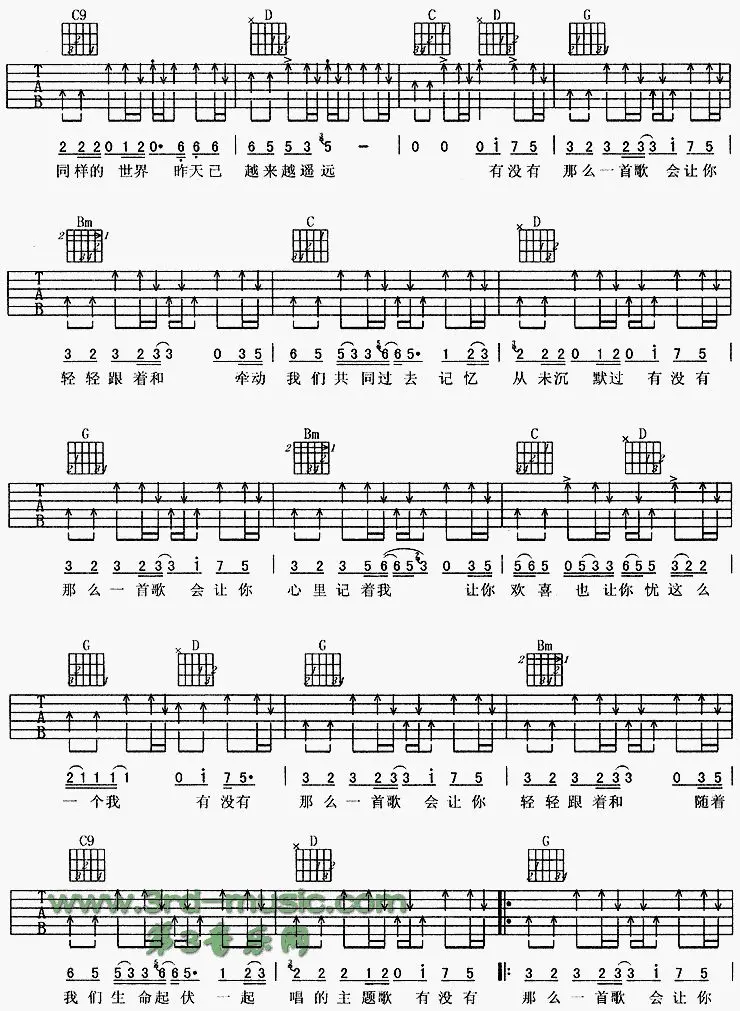 C9 D C D G
T A B
2 2 2 2 0 1 2 0· 6 6 6 | 6 5 5 3 5 3 5 – | 0 0 0 i 7 5 | 3 2 3 2 3 3 i 7 5 |
同样的 世界 昨天已 越来越遥远 有没有 那么一首歌 会让你
Bm C D
T A B
3 2 3 2 3 3 0 3 5 | 6 5 5 3 3 6 6 5· 1 2 3 | 2 2 2 0 1 2 0 i 7 5 |
轻轻跟着和 牵动 我们共同过去 记忆 从未沉 默过 有没有
G Bm C D
T A B
3 2 3 2 3 3 i 7 5 | 3 2 3 5 6 6 5 3 0 3 5 | 5 6 5 0 5 3 3 6 5 5 3 2 2 |
那么一首歌 会让你 心里记着我 让你 欢喜 也让你忧这么
G D G Bm
T A B
2 1 1 1 1 0 i 7 5· | 3 2 3 2 3 3 i 7 5 | 3 2 3 2 3 3 0 3 5 |
一个我 有没有 那么一首歌 会让你 轻轻跟着和 随着
C9 D G
T A B
www.3rd-music.com
第3音乐网
6 5 5 3 3 6 6 5· 1 2 3 | 2 2 2 1 2 0 i 7 5 |: 3 2 3 2 3 3 i 7 5 |
我们生命起伏 一起 唱的主题歌 有没有 那么一首歌 会让你